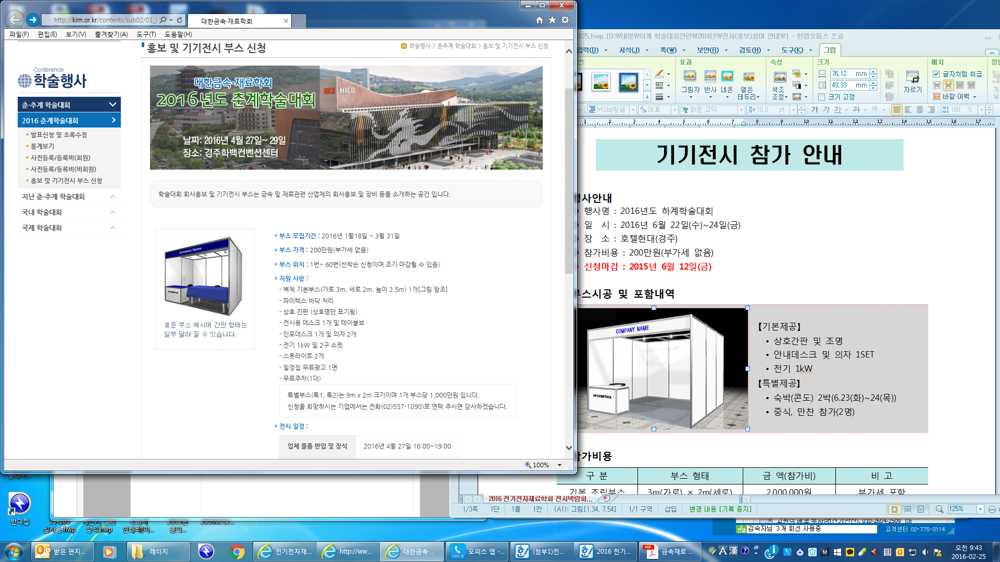 http://kim.or.kr/contents/sub02/01_
대한금속·재료학회
파일(F) 편집(E) 보기(V) 즐겨찾기(A) 도구(T) 도움말(H)
홍보 및 기기전시 부스 신청
학술행사 > 춘추계 학술대회 > 홍보 및 기기전시 부스 신청
Conference
학술행사
춘·추계 학술대회
2016 춘계학술대회
발표신청 및 초록수정
통계보기
사전등록/등록비(회원)
사전등록/등록비(비회원)
홍보 및 기기전시 부스 신청
지난 춘·추계 학술대회
국내 학술대회
국제 학술대회
대한금속·재료학회
2016년도 춘계학술대회
날짜: 2016년 4월 27일~ 29일
장소: 경주화백컨벤션센터
HICO HICO
학술대회 회사홍보 및 기기전시 부스는 금속 및 재료관련 산업체의 회사홍보 및 장비 등을 소개하는 공간 입니다.
Company Name
표준 부스 예시며 간판 형태는
일부 달라 질 수 있습니다.
부스 모집기간 : 2016년 1월18일 ~ 3월 31일
부스 가격 : 200만원(부가세 없음)
부스 위치 : 1번~ 60번(선착순 신청이며 조기 마감될 수 있음)
지원 사항 :
- 벽체 기본부스(가로 3m, 세로 2m, 높이 2.5m) 1개[그림 참조]
- 파이텍스 바닥 처리
- 상호 간판 (상호명만 표기됨)
- 전시용 데스크 1개 및 테이블보
- 인포데스크 1개 및 의자 2개
- 전기 1kW 및 2구 소켓
- 스폿라이트 2개
- 일정집 무료광고 1면
- 무료주차(1대)
특별부스(특1, 특2)는 9m x 2m 크기이며 1개 부스당 1,000만원 입니다.
신청을 희망하시는 기업에서는 전화(02)557-1090)로 연락 주시면 감사하겠습니다.
전시 일정 :
업체 물품 반입 및 장식 2016년 4월 27일 16:00~19:00
100%
0225.hwp [D:\내방\하계 학술대회관련\2016년\전시(홍보)참여 안내\] - 한컴오피스 한글
입력(D) 서식(J) 쪽(W) 보안(R) 검토(H) 도구(K) 그림
효과 속성 크기 배치
그림자 반사 네온 옅은 테두리 색조 조정
76,12 mm
49,33 mm
크기 고정
자르기
글자처럼 취급
바깥 여백
MS바탕글 대표 맑은 고딕 10,0 pt 가 가 가 가 가 160 %
1 2 3 4 5 6 7 8 9 10 11 12 13 14 15 16 17
기기전시 참가 안내
행사안내
행사명 : 2016년도 하계학술대회
일 시 : 2016년 6월 22일(수)~24일(금)
장 소 : 호텔현대(경주)
참가비용 : 200만원(부가세 없음)
신청마감 : 2015년 6월 12일(금)
부스시공 및 포함내역
COMPANY NAME
INFORMATION
【기본제공】
• 상호간판 및 조명
• 안내데스크 및 의자 1SET
• 전기 1kW
【특별제공】
• 숙박(콘도) 2박(6.23(화)~24(목))
• 중식, 만찬 참가(2명)
참가비용
구 분 부스 형태 금 액(참가비) 비 고
기본 조립부스 3m(가로) × 2m(세로) 2,000,000원 부가세 포함
2016 전기전자재료학회 전시박람회...
1/3쪽 1단 1줄 1칸 (A1): 그림[1,34, 7,54] 1/1 구역 삽입 변경 내용 [기록 중지] 125%
연결 김숙자님 3개 회선 사용중
고객센터 02-775-0114
반디집
심사용.hwp
양식.hwp
인쇄비(이...
평의...
받은 편지...
레터지
전기전자재...
http://ww...
대한금속·...
오피스 앱 -...
(첨부1)전...
2016 전기...
금속재료 ...
A 漢
오전 9:43
2016-02-25